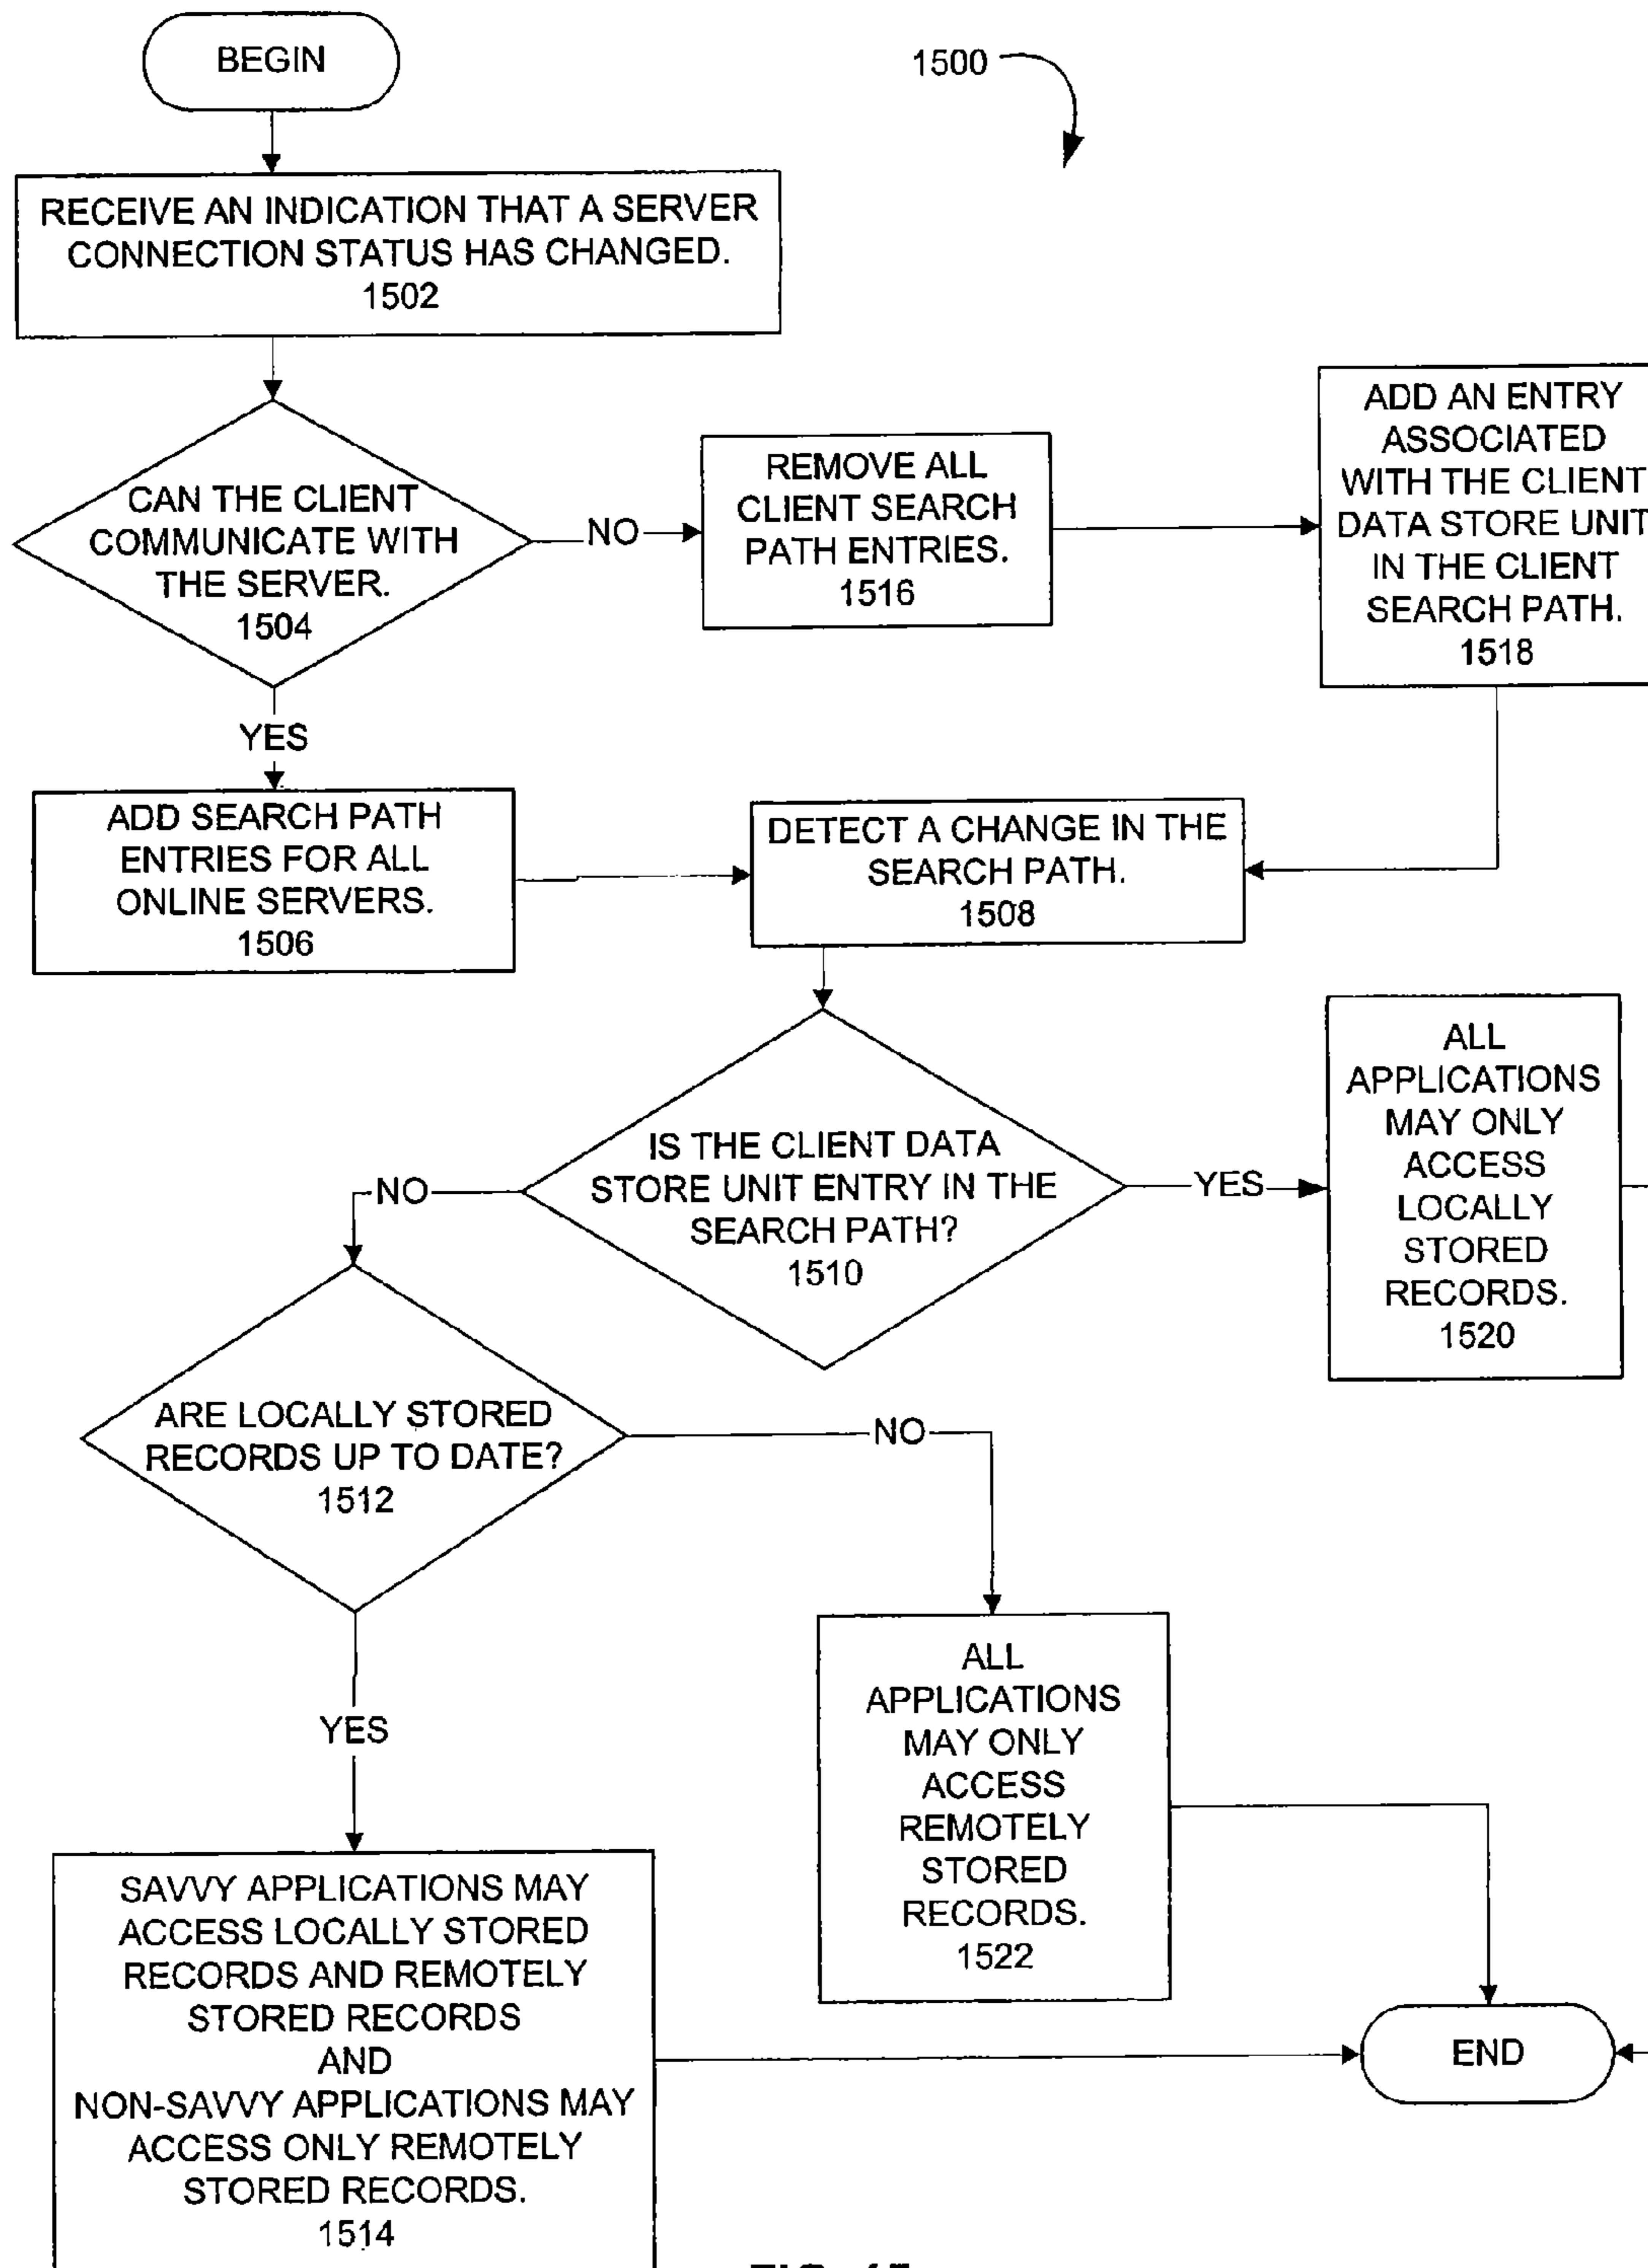 BEGIN
1500
RECEIVE AN INDICATION THAT A SERVER
CONNECTION STATUS HAS CHANGED.
1502
CAN THE CLIENT
COMMUNICATE WITH
THE SERVER.
1504
NO
REMOVE ALL
CLIENT SEARCH
PATH ENTRIES.
1516
ADD AN ENTRY
ASSOCIATED
WITH THE CLIENT
DATA STORE UNIT
IN THE CLIENT
SEARCH PATH.
1518
YES
ADD SEARCH PATH
ENTRIES FOR ALL
ONLINE SERVERS.
1506
DETECT A CHANGE IN THE
SEARCH PATH.
1508
IS THE CLIENT DATA
STORE UNIT ENTRY IN THE
SEARCH PATH?
1510
YES
ALL
APPLICATIONS
MAY ONLY
ACCESS
LOCALLY
STORED
RECORDS.
1520
NO
ARE LOCALLY STORED
RECORDS UP TO DATE?
1512
NO
ALL
APPLICATIONS
MAY ONLY
ACCESS
REMOTELY
STORED
RECORDS.
1522
YES
SAVVY APPLICATIONS MAY
ACCESS LOCALLY STORED
RECORDS AND REMOTELY
STORED RECORDS
AND
NON-SAVVY APPLICATIONS MAY
ACCESS ONLY REMOTELY
STORED RECORDS.
1514
END